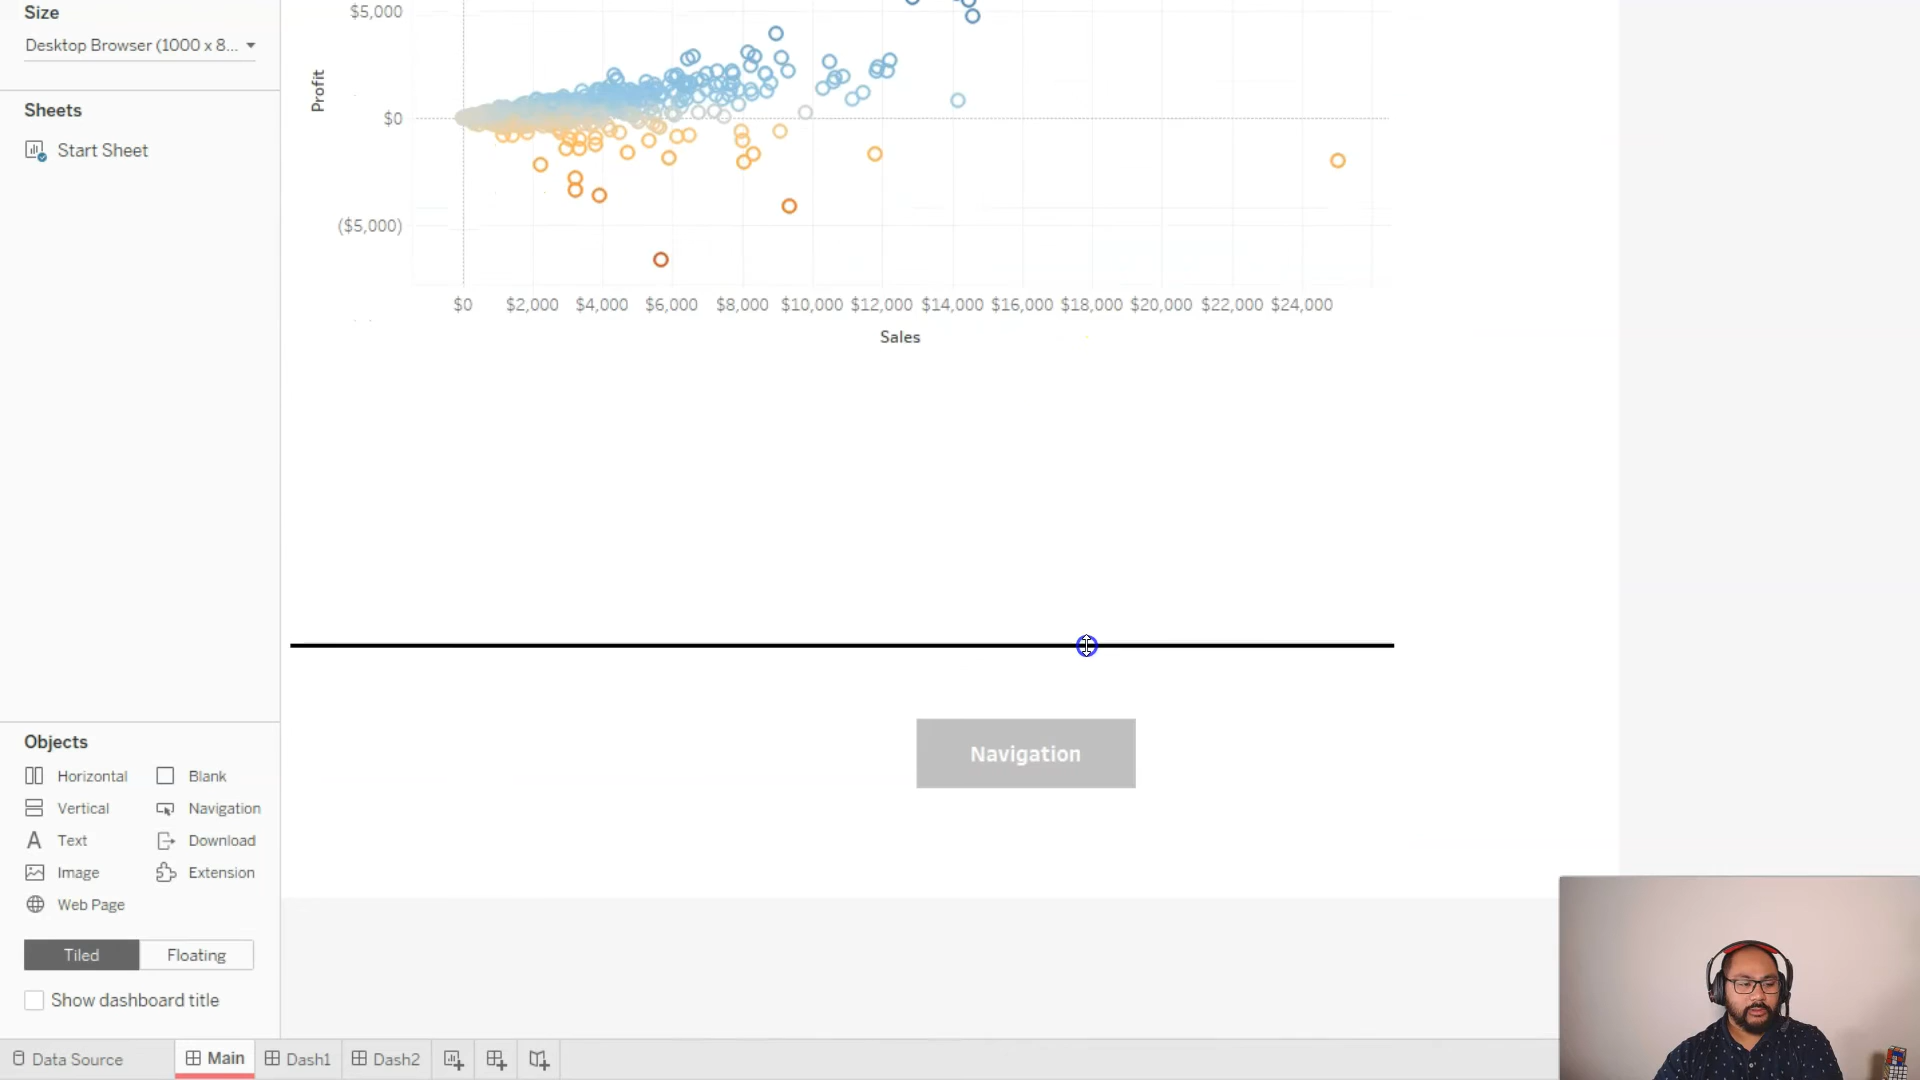 Size
Desktop Browser (1000 x 8...
Sheets
Start Sheet
$5,000
$0
($5,000)
Profit
$0 $2,000 $4,000 $6,000 $8,000 $10,000 $12,000 $14,000 $16,000 $18,000 $20,000 $22,000 $24,000
Sales
Navigation
Objects
Horizontal Blank
Vertical Navigation
Text Download
Image Extension
Web Page
Tiled Floating
Show dashboard title
Data Source Main Dash1 Dash2